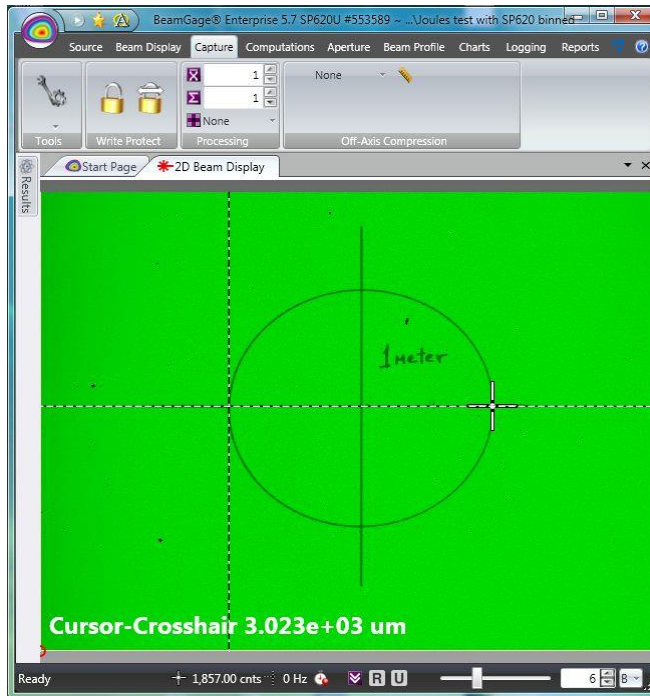 BeamGage® Enterprise 5.7 SP620U #553589 ~ ...\Joules test with SP620 binned
Source Beam Display Capture Computations Aperture Beam Profile Charts Logging Reports
1
1
None
None
Tools Write Protect Processing Off-Axis Compression
Start Page 2D Beam Display
Results
1 Meter
Cursor-Crosshair 3.023e+03 um
Ready 1,857.00 cnts 0 Hz R U 6 8